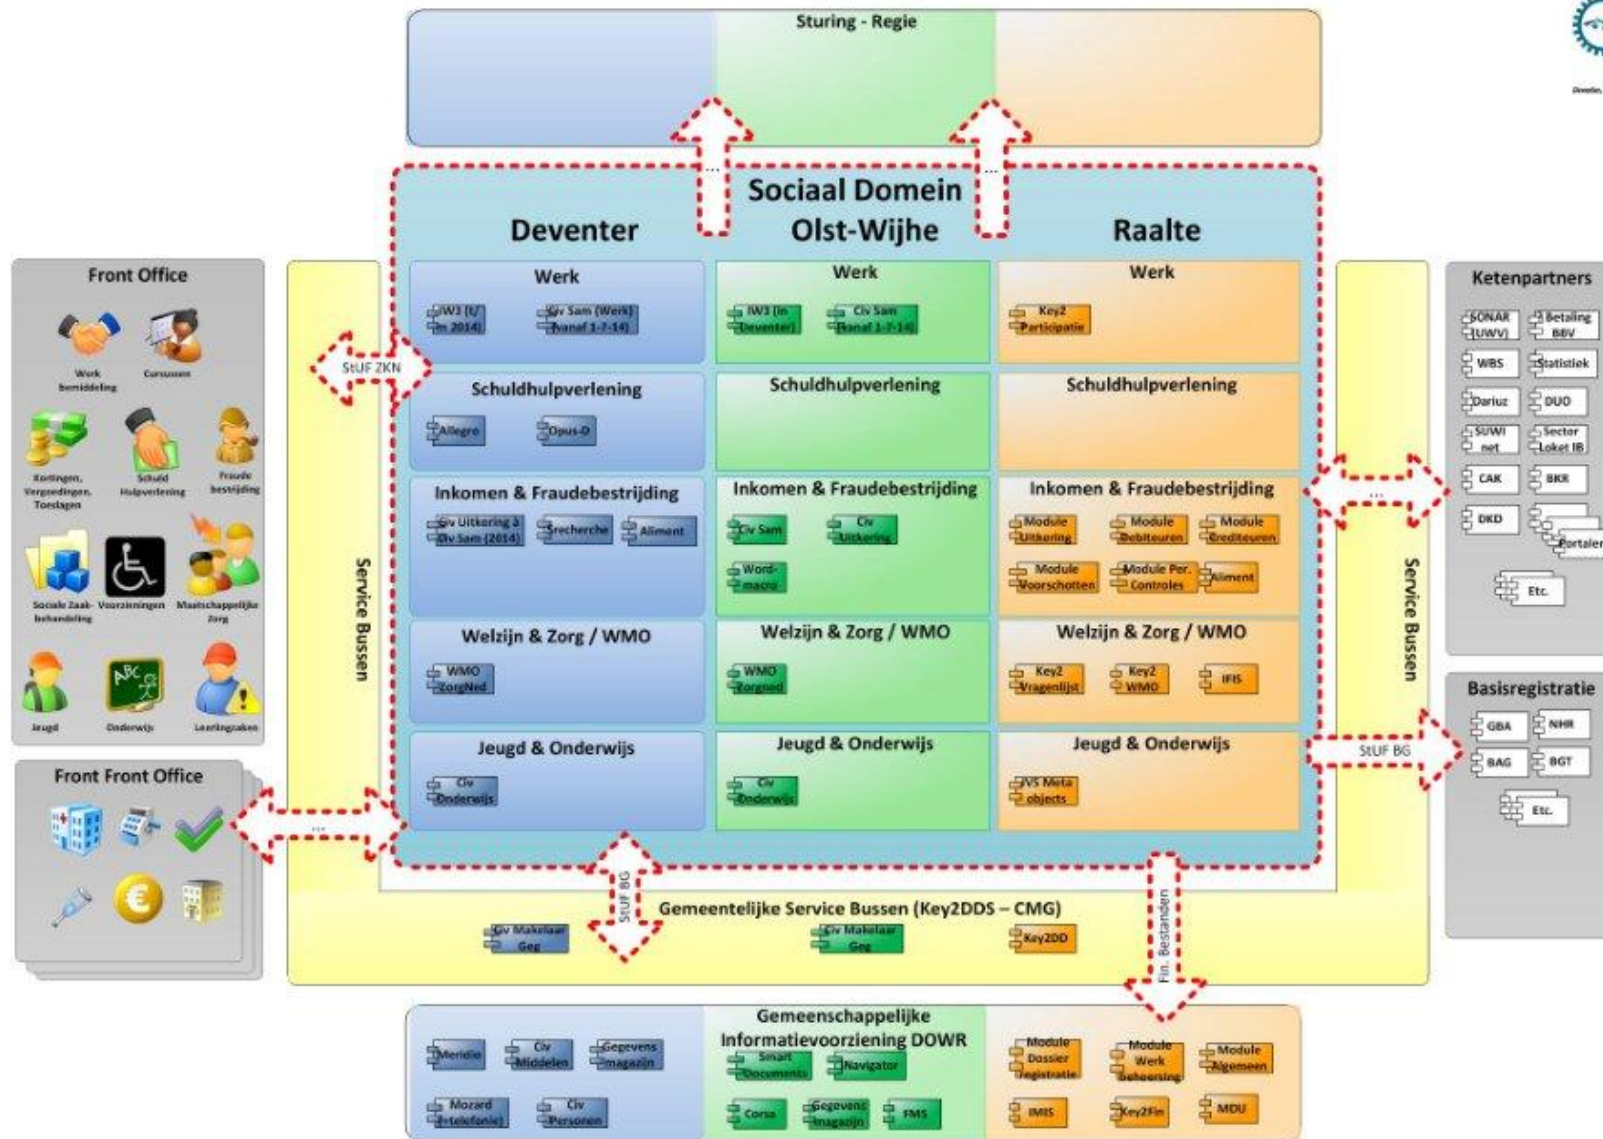 Sturing - Regie
...
...
Sociaal Domein
Deventer
Olst-Wijhe
Raalte
Front Office
Werk
bemiddeling
Cursussen
Kortingen,
Vergoedingen,
Toeslagen
Schuld
Hulpverlening
Fraude
bestrijding
Sociale Zaak-
behandeling
Voorzieningen
Maatschappelijke
Zorg
ABC
Jeugd
Onderwijs
Leerlingzaken
Front Front Office
...
Service Bussen
StUF ZKN
Werk
IW3 (t/
m 2014)
Civ Sam (Werk)
(vanaf 1-7-14)
Schuldhulpverlening
Allegro
Opus-D
Inkomen & Fraudebestrijding
Civ Uitkering à
Civ Sam (2014)
Srecherche
Aliment
Welzijn & Zorg / WMO
WMO
ZorgNed
Jeugd & Onderwijs
Civ
Onderwijs
Werk
IW3 (in
Deventer)
Civ Sam
(vanaf 1-7-14)
Schuldhulpverlening
Inkomen & Fraudebestrijding
Civ Sam
Civ
Uitkering
Word-
macro
Welzijn & Zorg / WMO
WMO
Zorgned
Jeugd & Onderwijs
Civ
Onderwijs
Werk
Key2
Participatie
Schuldhulpverlening
Inkomen & Fraudebestrijding
Module
Uitkering
Module
Debiteuren
Module
Crediteuren
Module
Voorschotten
Module Per.
Controles
Aliment
Welzijn & Zorg / WMO
Key2
Vragenlijst
Key2
WMO
IFIS
Jeugd & Onderwijs
JVS Meta
objects
Service Bussen
...
StUF BG
Ketenpartners
SONAR
(UWV)
Betaling
BBV
WBS
Statistiek
Dariuz
DUO
SUWI
net
Sector
Loket IB
CAK
BKR
DKD
Portalen
Etc.
Basisregistratie
GBA
NHR
BAG
BGT
Etc.
StUF BG
Fin. Bestanden
Gemeentelijke Service Bussen (Key2DDS – CMG)
Civ Makelaar
Geg
Civ Makelaar
Geg
Key2DD
Gemeenschappelijke
Informatievoorziening DOWR
Meridio
Civ
Middelen
Gegevens
magazijn
Mozard
(+telefonie)
Civ
Personen
Smart
Documents
Navigator
Corsa
Gegevens
magazijn
FMS
Module
Dossier
registratie
Module
Werk
beheersing
Module
Algemeen
IMIS
Key2Fin
MDU